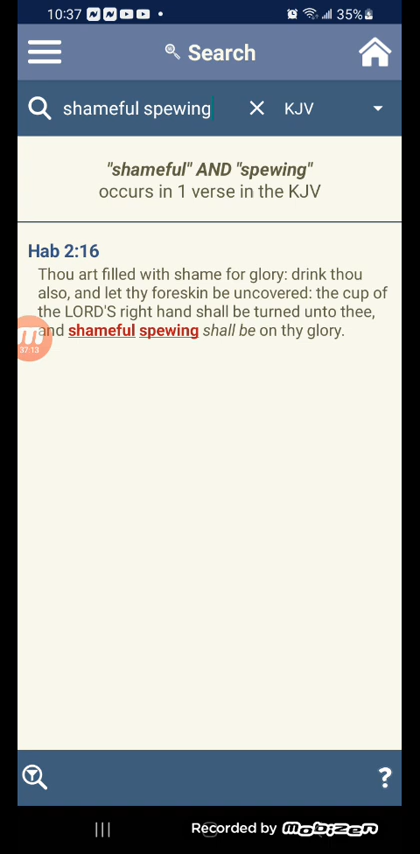 10:37 35%
Search
shameful spewing KJV
"shameful" AND "spewing"
occurs in 1 verse in the KJV
Hab 2:16
Thou art filled with shame for glory: drink thou
also, and let thy foreskin be uncovered: the cup of
the LORD'S right hand shall be turned unto thee,
and shameful spewing shall be on thy glory.
37:13
?
Recorded by mobizen